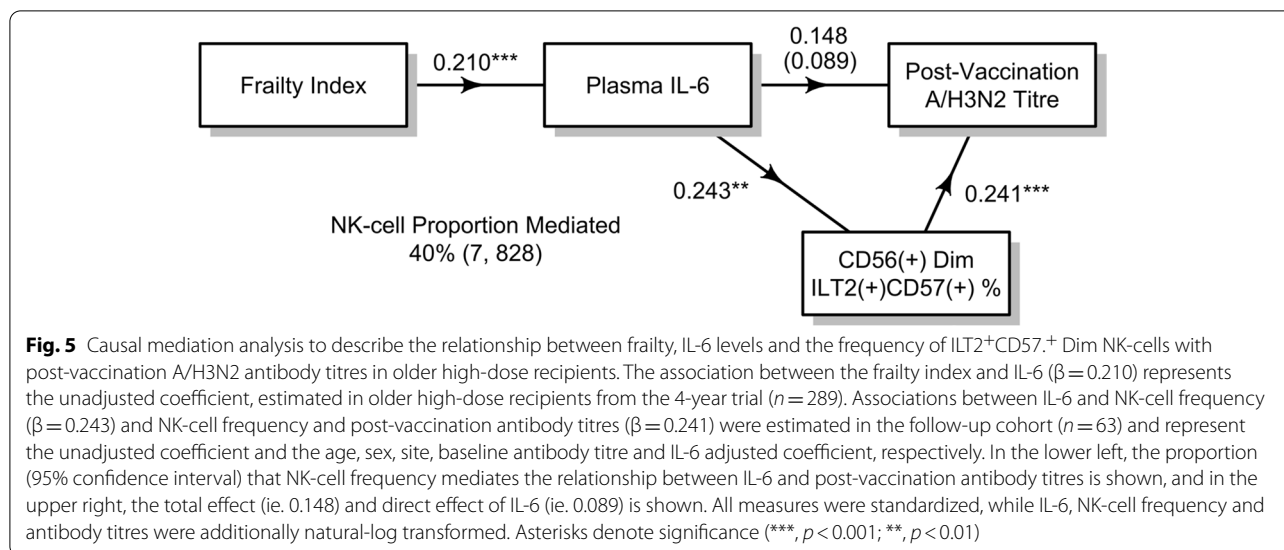 0.148
0.210***
(0.089)
Frailty Index
Plasma IL-6
Post-Vaccination
A/H3N2 Titre
0.243**
0.241***
NK-cell Proportion Mediated
40% (7, 828)
CD56(+) Dim
ILT2(+)CD57(+) %
Fig. 5 Causal mediation analysis to describe the relationship between frailty, IL-6 levels and the frequency of ILT2⁺CD57.⁺ Dim NK-cells with
post-vaccination A/H3N2 antibody titres in older high-dose recipients. The association between the frailty index and IL-6 (β = 0.210) represents
the unadjusted coefficient, estimated in older high-dose recipients from the 4-year trial (n = 289). Associations between IL-6 and NK-cell frequency
(β = 0.243) and NK-cell frequency and post-vaccination antibody titres (β = 0.241) were estimated in the follow-up cohort (n = 63) and represent
the unadjusted coefficient and the age, sex, site, baseline antibody titre and IL-6 adjusted coefficient, respectively. In the lower left, the proportion
(95% confidence interval) that NK-cell frequency mediates the relationship between IL-6 and post-vaccination antibody titres is shown, and in the
upper right, the total effect (ie. 0.148) and direct effect of IL-6 (ie. 0.089) is shown. All measures were standardized, while IL-6, NK-cell frequency and
antibody titres were additionally natural-log transformed. Asterisks denote significance (***, p < 0.001; **, p < 0.01)